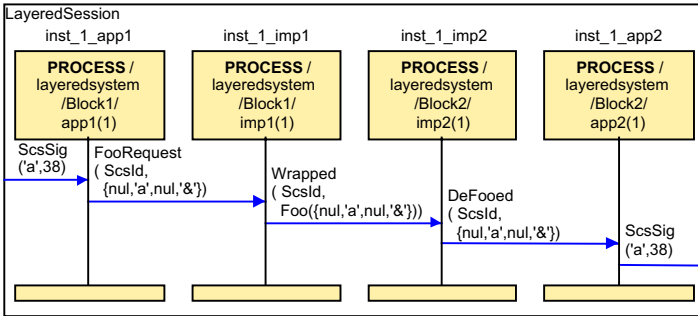 LayeredSession
inst_1_app1
inst_1_imp1
inst_1_imp2
inst_1_app2
PROCESS /
layeredsystem
/Block1/
app1(1)
PROCESS /
layeredsystem
/Block1/
imp1(1)
PROCESS /
layeredsystem
/Block2/
imp2(1)
PROCESS /
layeredsystem
/Block2/
app2(1)
ScsSig
('a',38)
FooRequest
( ScsId,
{nul,'a',nul,'&'})
Wrapped
( ScsId,
Foo({nul,'a',nul,'&'}))
DeFooed
( ScsId,
{nul,'a',nul,'&'})
ScsSig
('a',38)